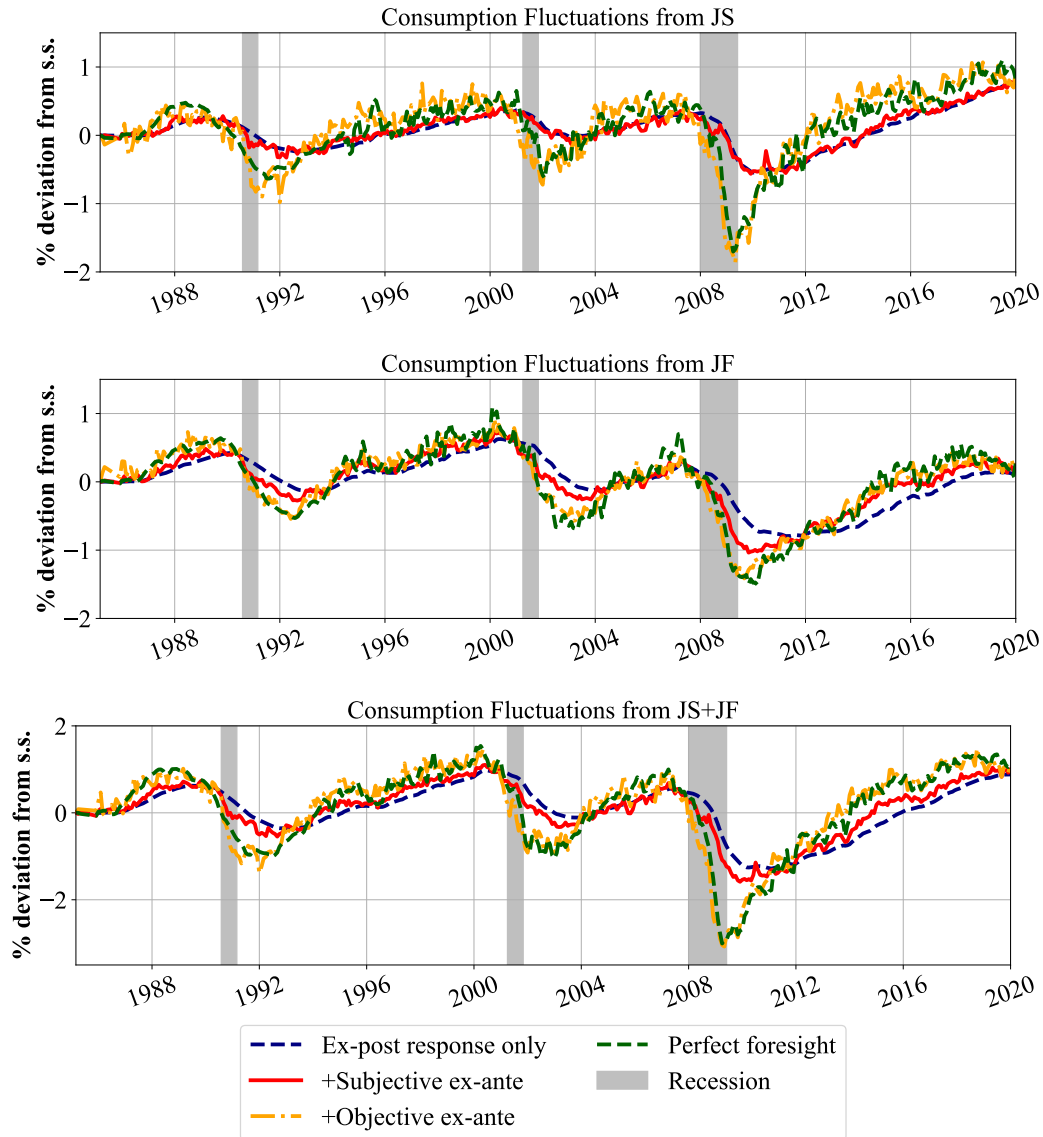 Consumption Fluctuations from JS
% deviation from s.s.
1
0
−1
−2
1988 1992 1996 2000 2004 2008 2012 2016 2020
Consumption Fluctuations from JF
% deviation from s.s.
1
0
−1
−2
1988 1992 1996 2000 2004 2008 2012 2016 2020
Consumption Fluctuations from JS+JF
% deviation from s.s.
2
0
−2
1988 1992 1996 2000 2004 2008 2012 2016 2020
Ex-post response only
+Subjective ex-ante
+Objective ex-ante
Perfect foresight
Recession